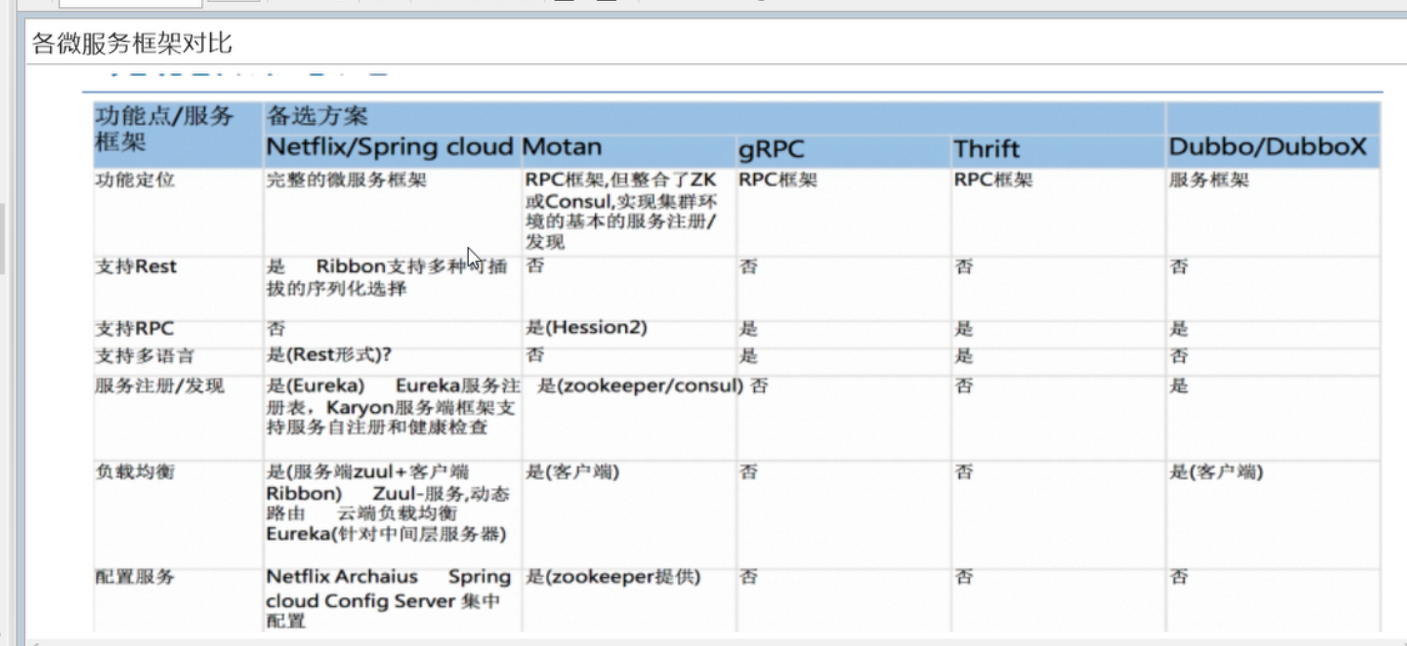 各微服务框架对比
功能点/服务框架
备选方案
Netflix/Spring cloud Motan gRPC Thrift Dubbo/DubboX
功能定位
完整的微服务框架
RPC框架,但整合了ZK
或Consul,实现集群环
境的基本的服务注册/
发现
RPC框架
RPC框架
服务框架
支持Rest
是 Ribbon支持多种可插
拔的序列化选择
否
否
否
否
支持RPC
否
是(Hession2)
是
是
是
支持多语言
是(Rest形式)?
否
是
是
否
服务注册/发现
是(Eureka) Eureka服务注
册表，Karyon服务端框架支
持服务自注册和健康检查
是(zookeeper/consul)
否
否
是
负载均衡
是(服务端zuul+客户端
Ribbon) Zuul-服务,动态
路由 云端负载均衡
Eureka(针对中间层服务器)
是(客户端)
否
否
是(客户端)
配置服务
Netflix Archaius Spring
cloud Config Server 集中
配置
是(zookeeper提供)
否
否
否